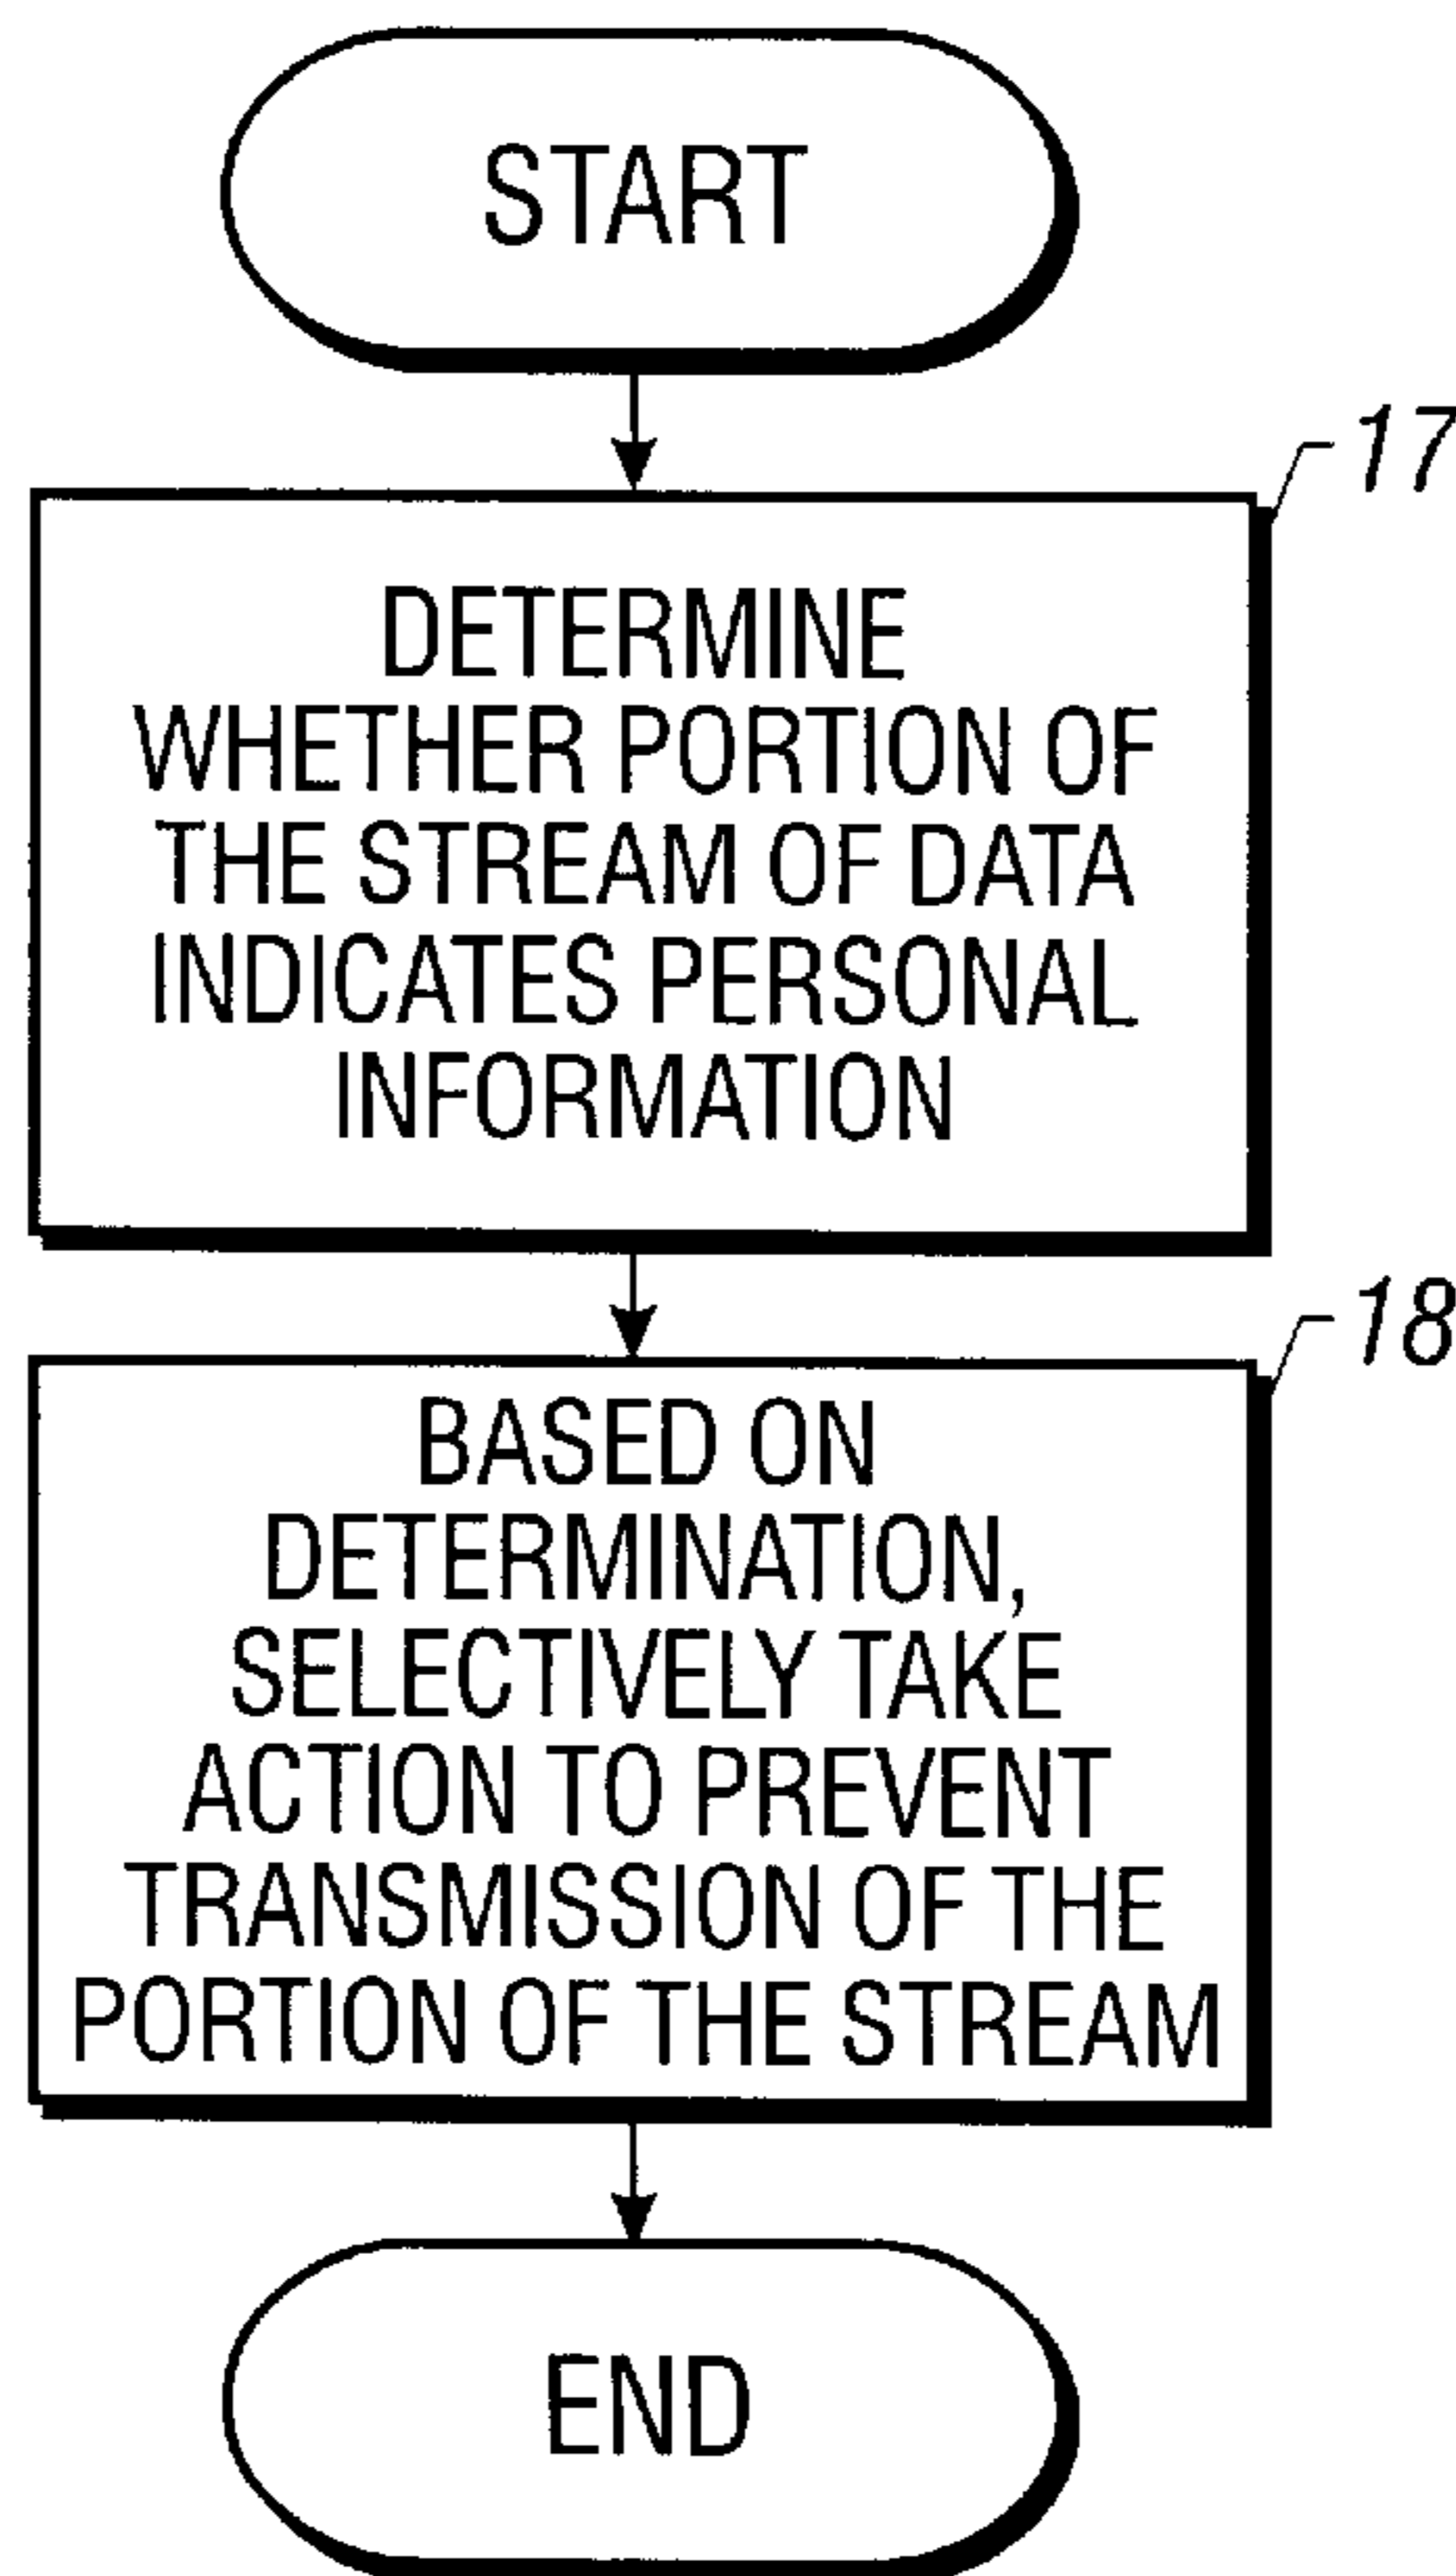 START
17
DETERMINE
WHETHER PORTION OF
THE STREAM OF DATA
INDICATES PERSONAL
INFORMATION
18
BASED ON
DETERMINATION,
SELECTIVELY TAKE
ACTION TO PREVENT
TRANSMISSION OF THE
PORTION OF THE STREAM
END